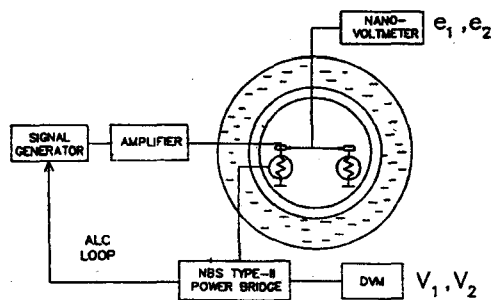 NANO-
VOLTMETER
e1, e2
SIGNAL
GENERATOR
AMPLIFIER
ALC
LOOP
NBS TYPE-II
POWER BRIDGE
DVM
V1, V2